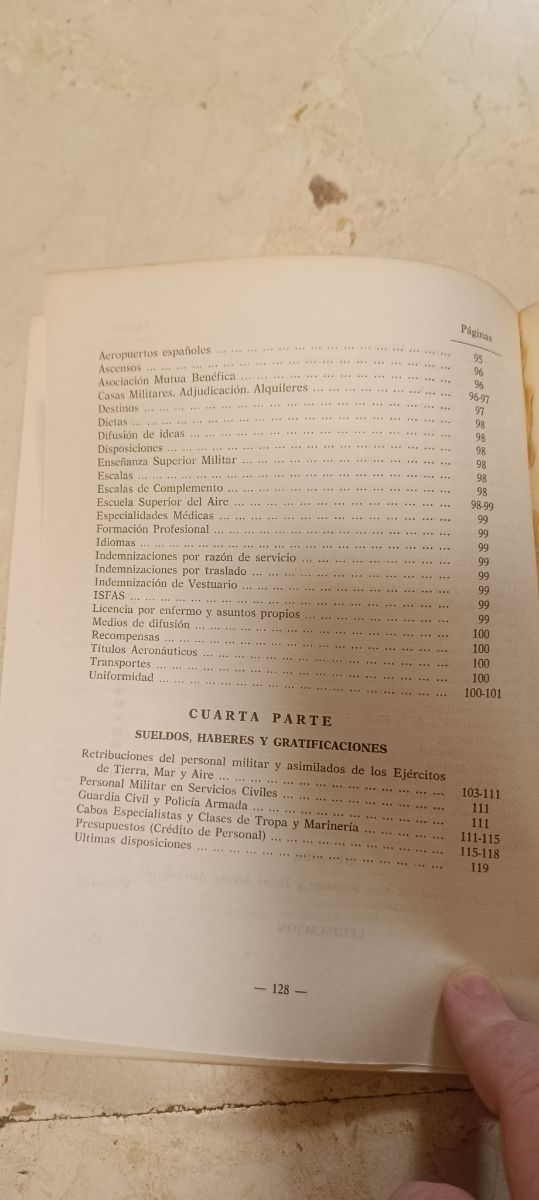 Páginas
Aeropuertos españoles ... 95
Ascensos ... 96
Asociación Mutua Benéfica ... 96
Casas Militares. Adjudicación. Alquileres ... 96-97
Destinos ... 97
Dietas ... 98
Difusión de ideas ... 98
Disposiciones ... 98
Enseñanza Superior Militar ... 98
Escalas ... 98
Escalas de Complemento ... 98
Escuela Superior del Aire ... 98-99
Especialidades Médicas ... 99
Formación Profesional ... 99
Idiomas ... 99
Indemnizaciones por razón de servicio ... 99
Indemnizaciones por traslado ... 99
Indemnización de Vestuario ... 99
ISFAS ... 99
Licencia por enfermo y asuntos propios ... 99
Medios de difusión ... 100
Recompensas ... 100
Títulos Aeronáuticos ... 100
Transportes ... 100
Uniformidad ... 100-101
CUARTA PARTE
SUELDOS, HABERES Y GRATIFICACIONES
Retribuciones del personal militar y asimilados de los Ejércitos
de Tierra, Mar y Aire ... 103-111
Personal Militar en Servicios Civiles ... 111
Guardia Civil y Policía Armada ... 111
Cabos Especialistas y Clases de Tropa y Marinería ... 111-115
Presupuestos (Crédito de Personal) ... 115-118
Ultimas disposiciones ... 119
— 128 —